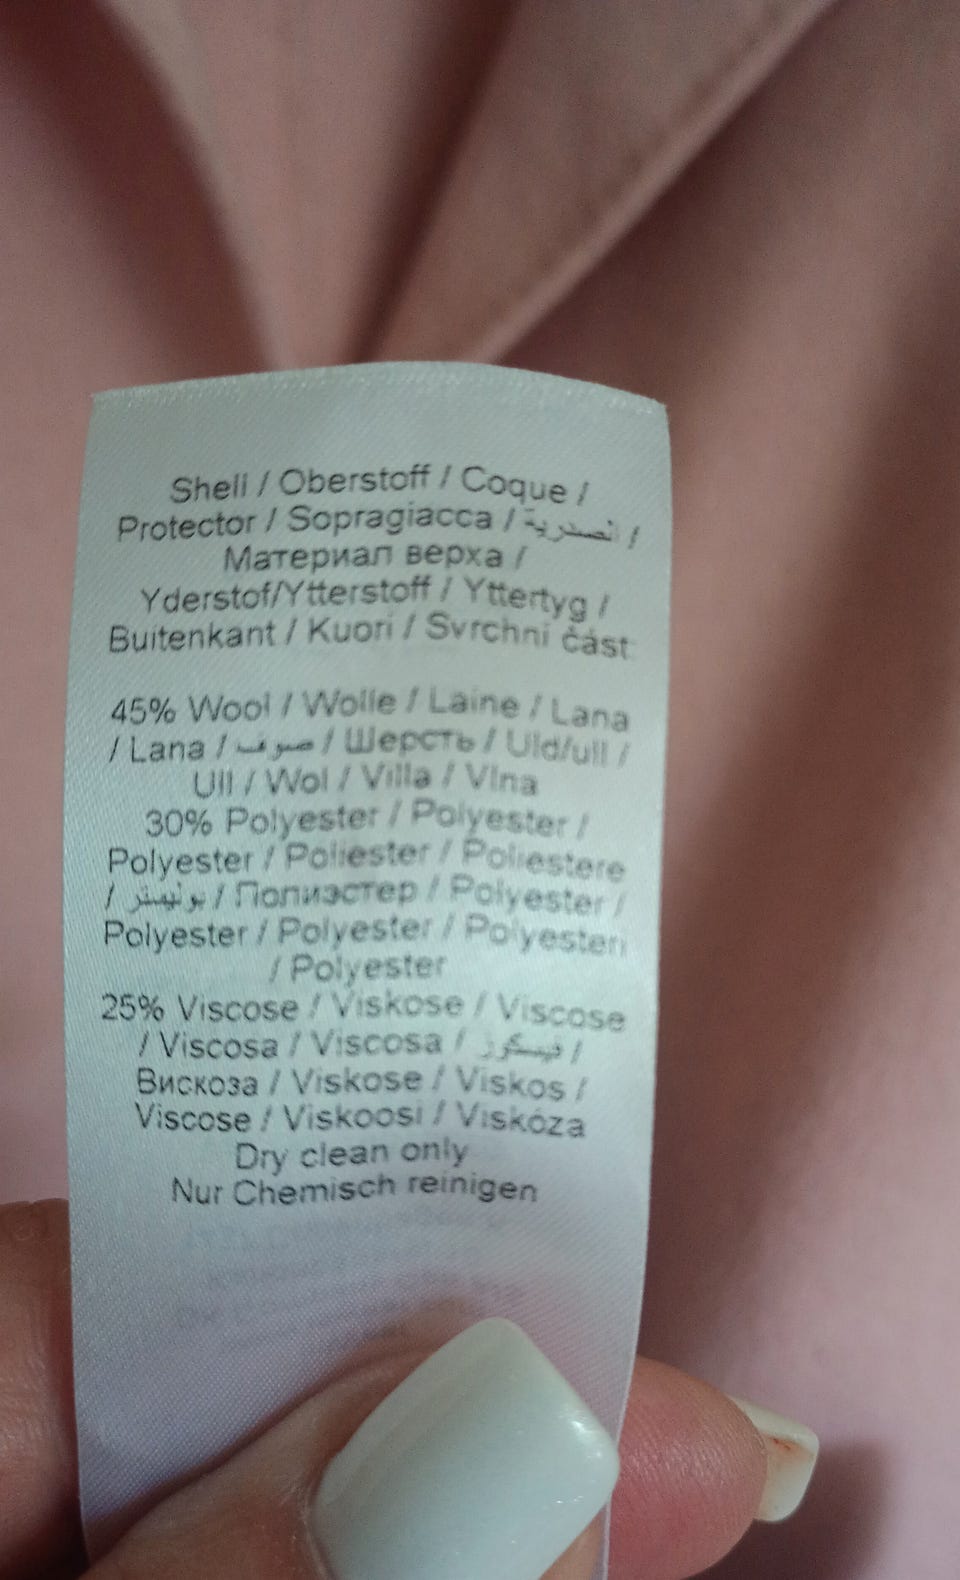 Shell / Oberstoff / Coque /
Protector / Sopragiacca / الصدرية /
Материал верха /
Yderstof/Ytterstoff / Yttertyg /
Buitenkant / Kuori / Svrchní část
45% Wool / Wolle / Laine / Lana
/ Lana / صوف / Шерсть / Uld/ull /
Ull / Wol / Villa / Vlna
30% Polyester / Polyester /
Polyester / Poliester / Poliestere
/ بوليستر / Полиэстер / Polyester /
Polyester / Polyester / Polyesteri
/ Polyester
25% Viscose / Viskose / Viscose
/ Viscosa / Viscosa / فيسكوز /
Вискоза / Viskose / Viskos /
Viscose / Viskoosi / Viskóza
Dry clean only
Nur Chemisch reinigen